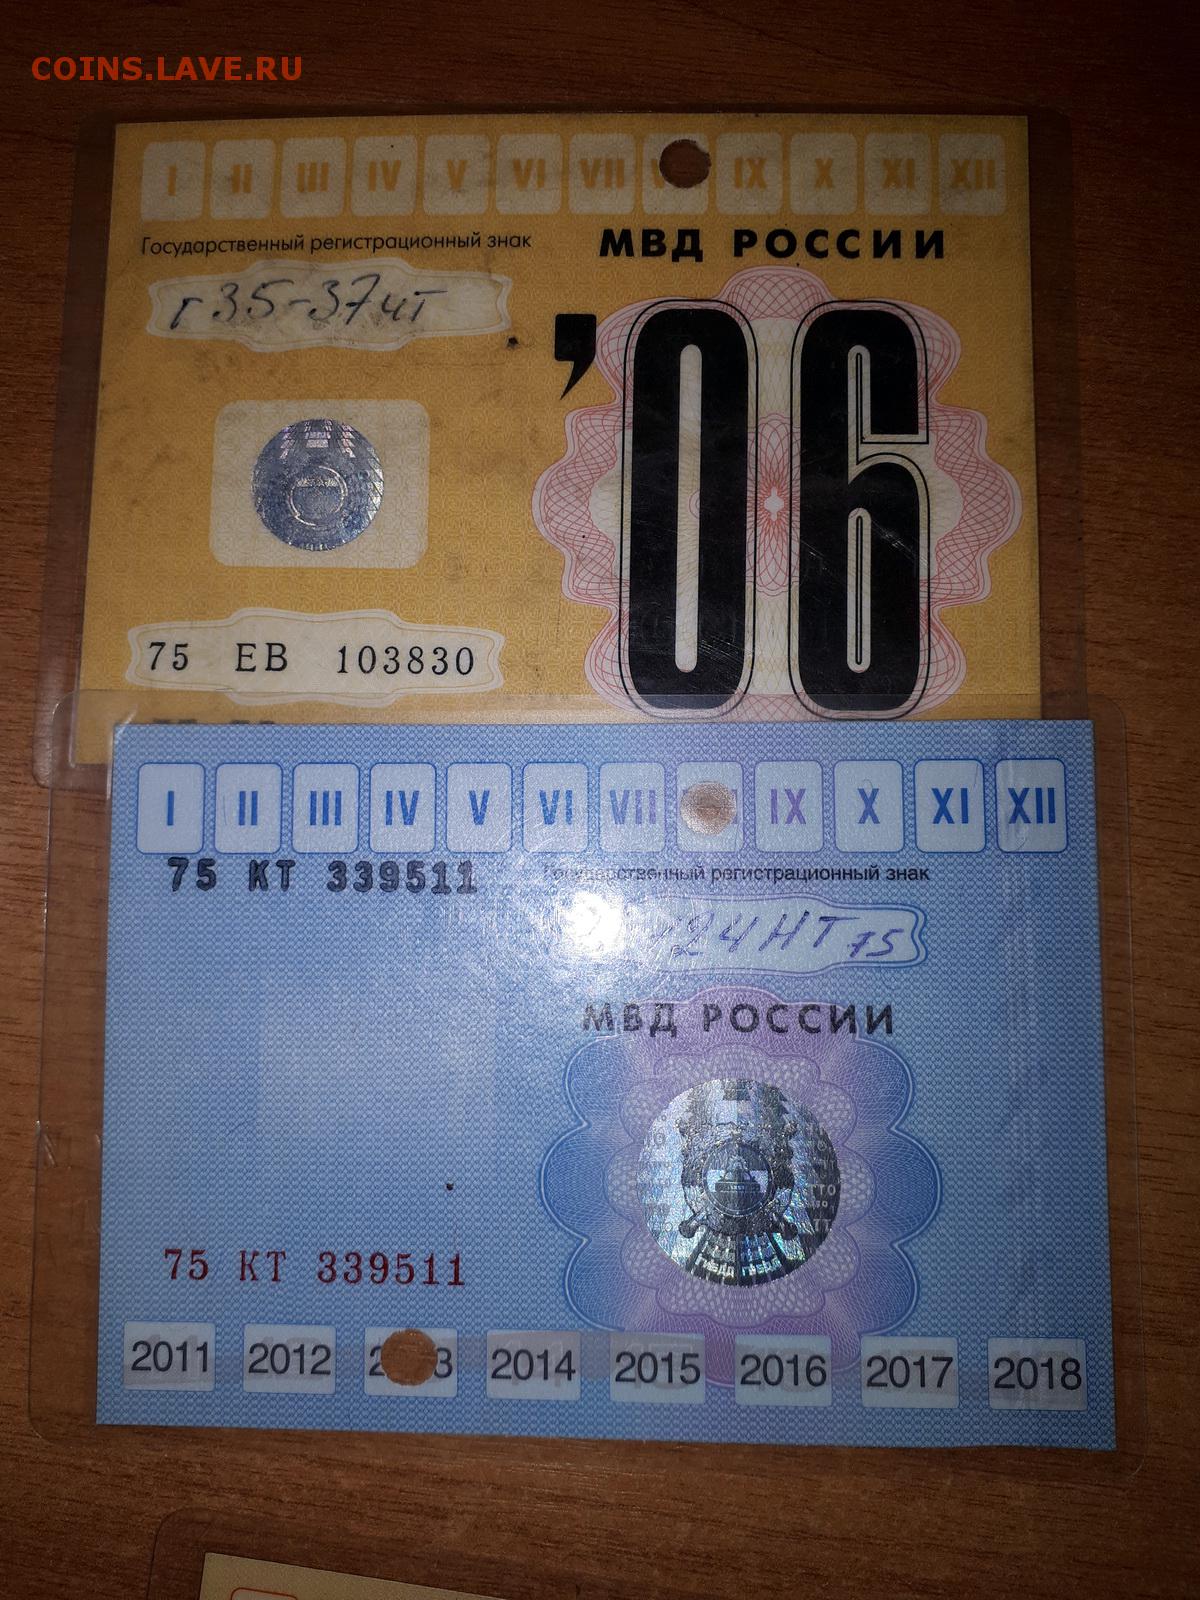 COINS.LAVE.RU
I II III IV V VI VII IX X XI XII
Государственный регистрационный знак
МВД РОССИИ
г35-37чт
'06
75 ЕВ 103830
I II III IV V VI VII IX X XI XII
75 КТ 339511
Государственный регистрационный знак
24НТ 75
МВД РОССИИ
75 КТ 339511
2011 2012 2014 2015 2016 2017 2018